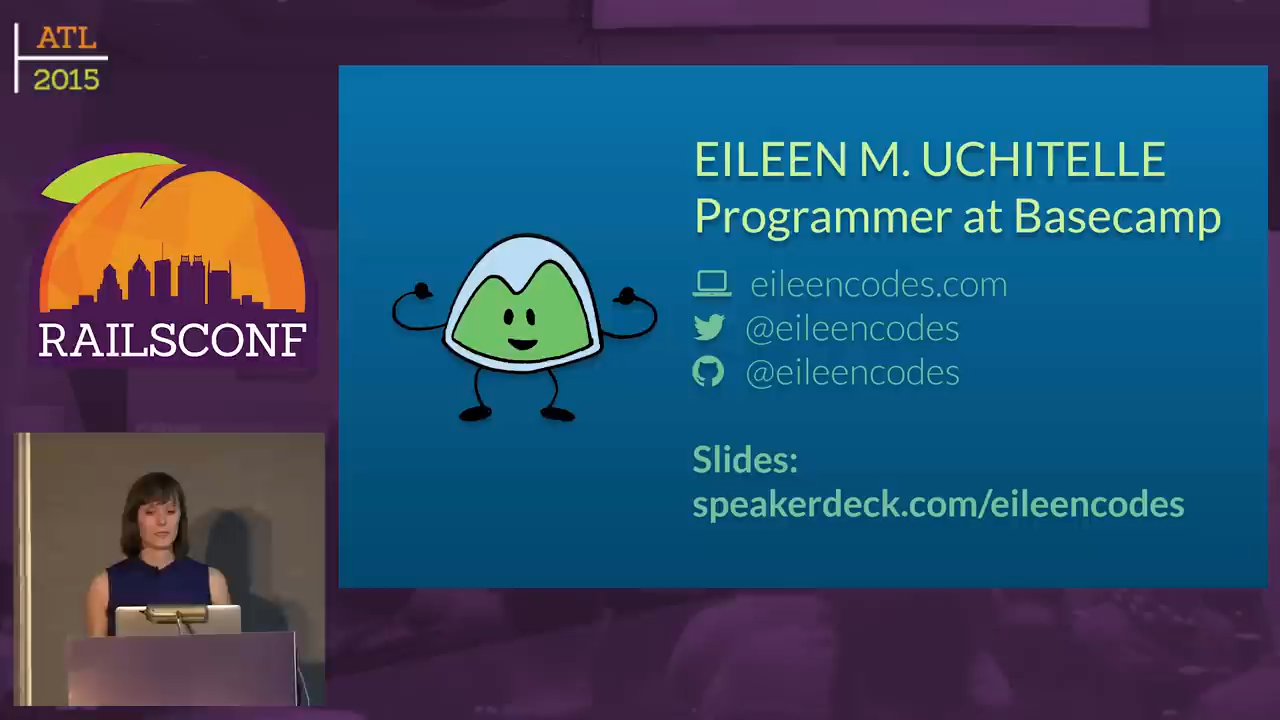 ATL
2015
RAILSCONF
EILEEN M. UCHITELLE
Programmer at Basecamp
eileencodes.com
@eileencodes
@eileencodes
Slides:
speakerdeck.com/eileencodes